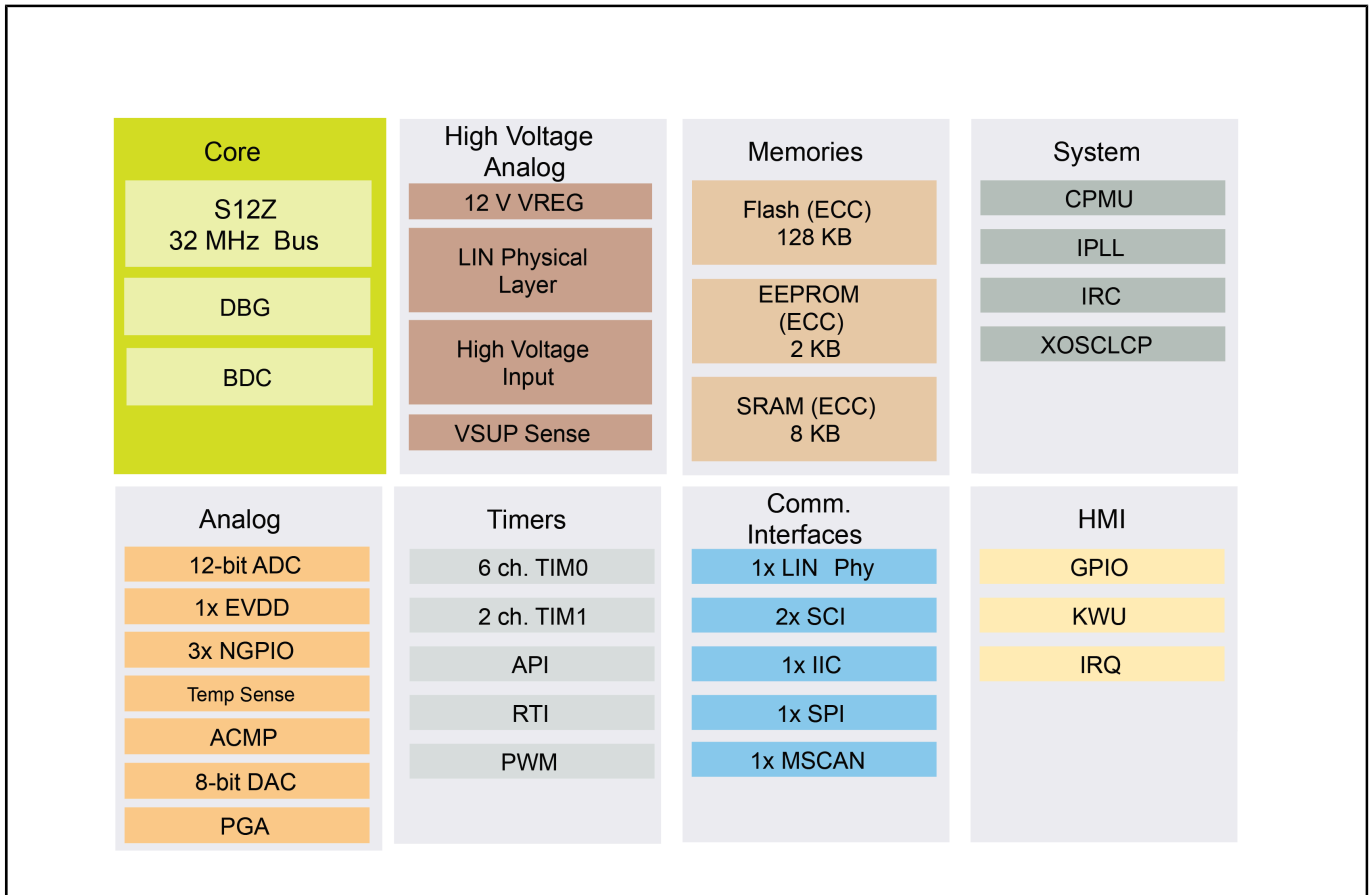 Core
S12Z
32 MHz Bus
DBG
BDC
High Voltage
Analog
12 V VREG
LIN Physical
Layer
High Voltage
Input
VSUP Sense
Memories
Flash (ECC)
128 KB
EEPROM
(ECC)
2 KB
SRAM (ECC)
8 KB
System
CPMU
IPLL
IRC
XOSCLCP
Analog
12-bit ADC
1x EVDD
3x NGPIO
Temp Sense
ACMP
8-bit DAC
PGA
Timers
6 ch. TIM0
2 ch. TIM1
API
RTI
PWM
Comm.
Interfaces
1x LIN Phy
2x SCI
1x IIC
1x SPI
1x MSCAN
HMI
GPIO
KWU
IRQ